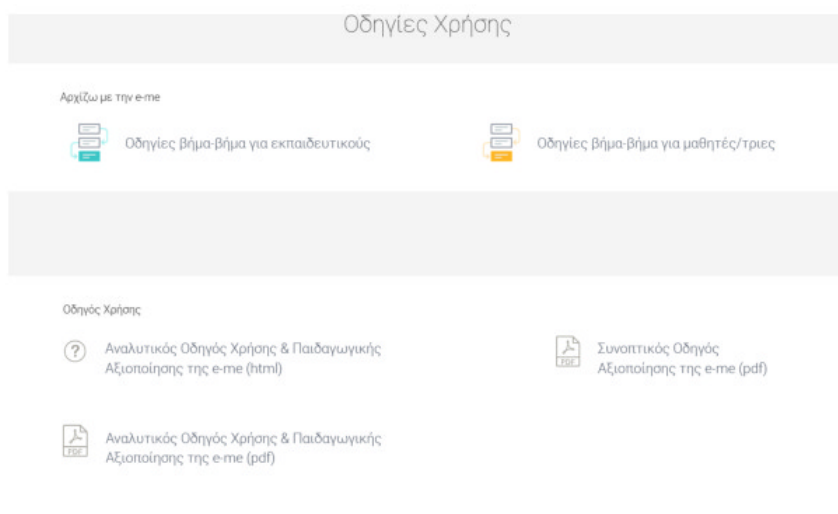 Οδηγίες Χρήσης
Αρχίζω με την e-me
Οδηγίες βήμα-βήμα για εκπαιδευτικούς
Οδηγίες βήμα-βήμα για μαθητές/τριες
Οδηγός Χρήσης
Αναλυτικός Οδηγός Χρήσης & Παιδαγωγικής
Αξιοποίησης της e-me (html)
PDF
Συνοπτικός Οδηγός
Αξιοποίησης της e-me (pdf)
PDF
Αναλυτικός Οδηγός Χρήσης & Παιδαγωγικής
Αξιοποίησης της e-me (pdf)